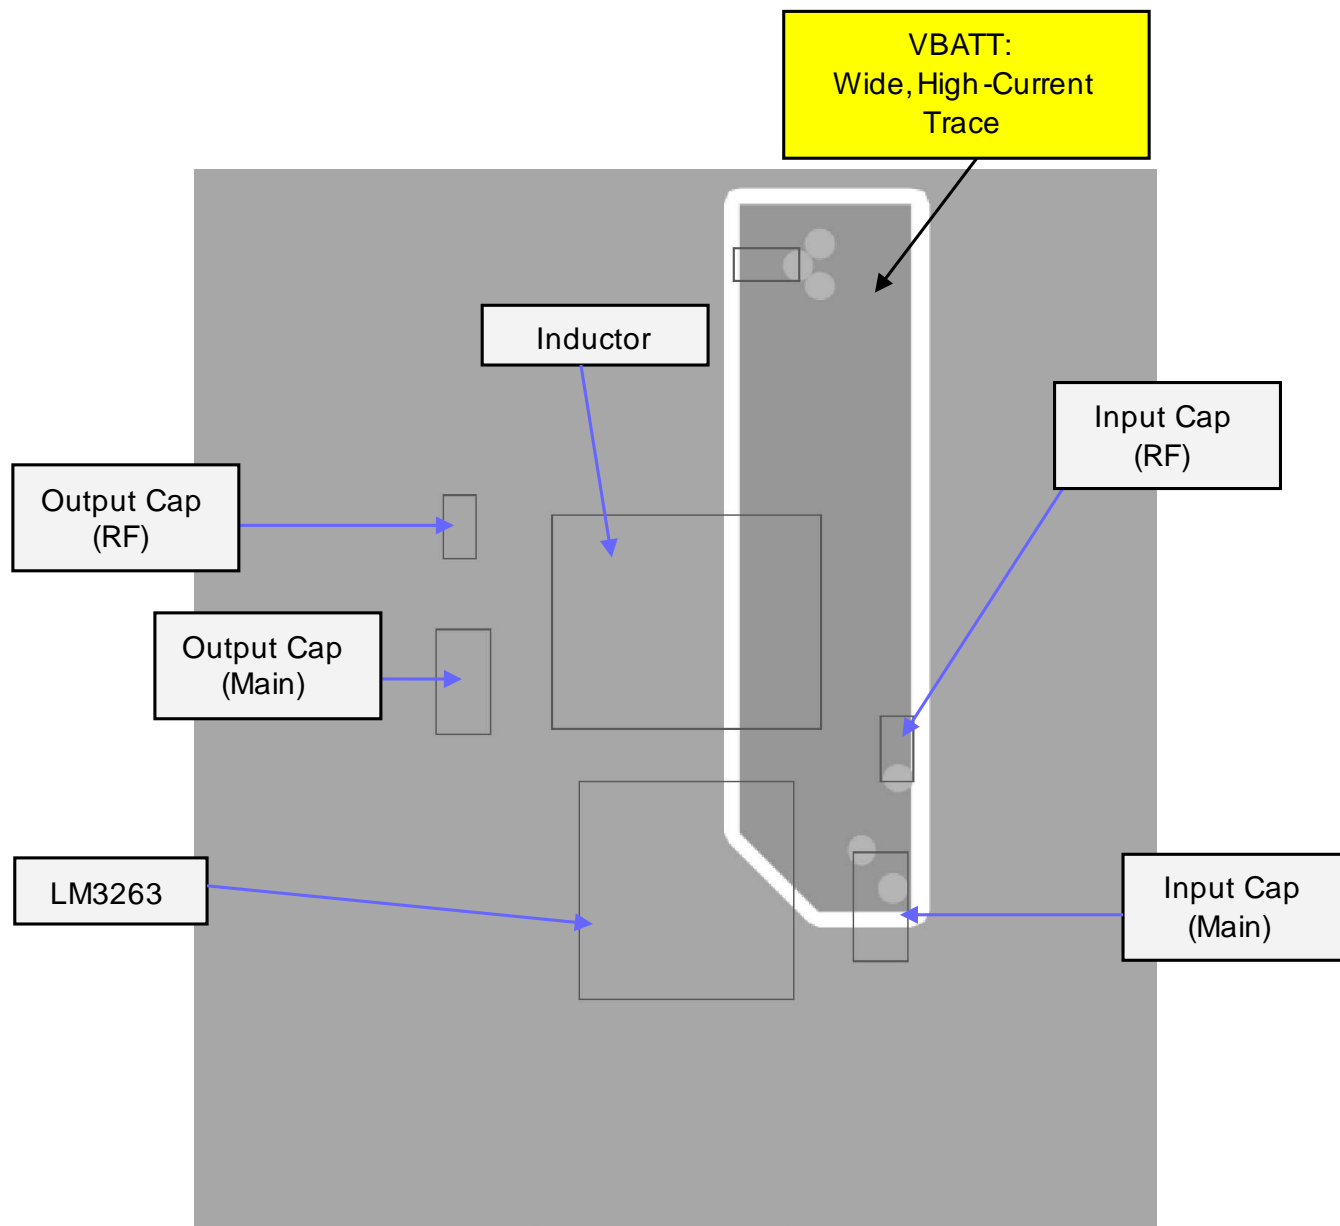 VBATT:
Wide, High-Current
Trace
Inductor
Input Cap
(RF)
Output Cap
(RF)
Output Cap
(Main)
LM3263
Input Cap
(Main)